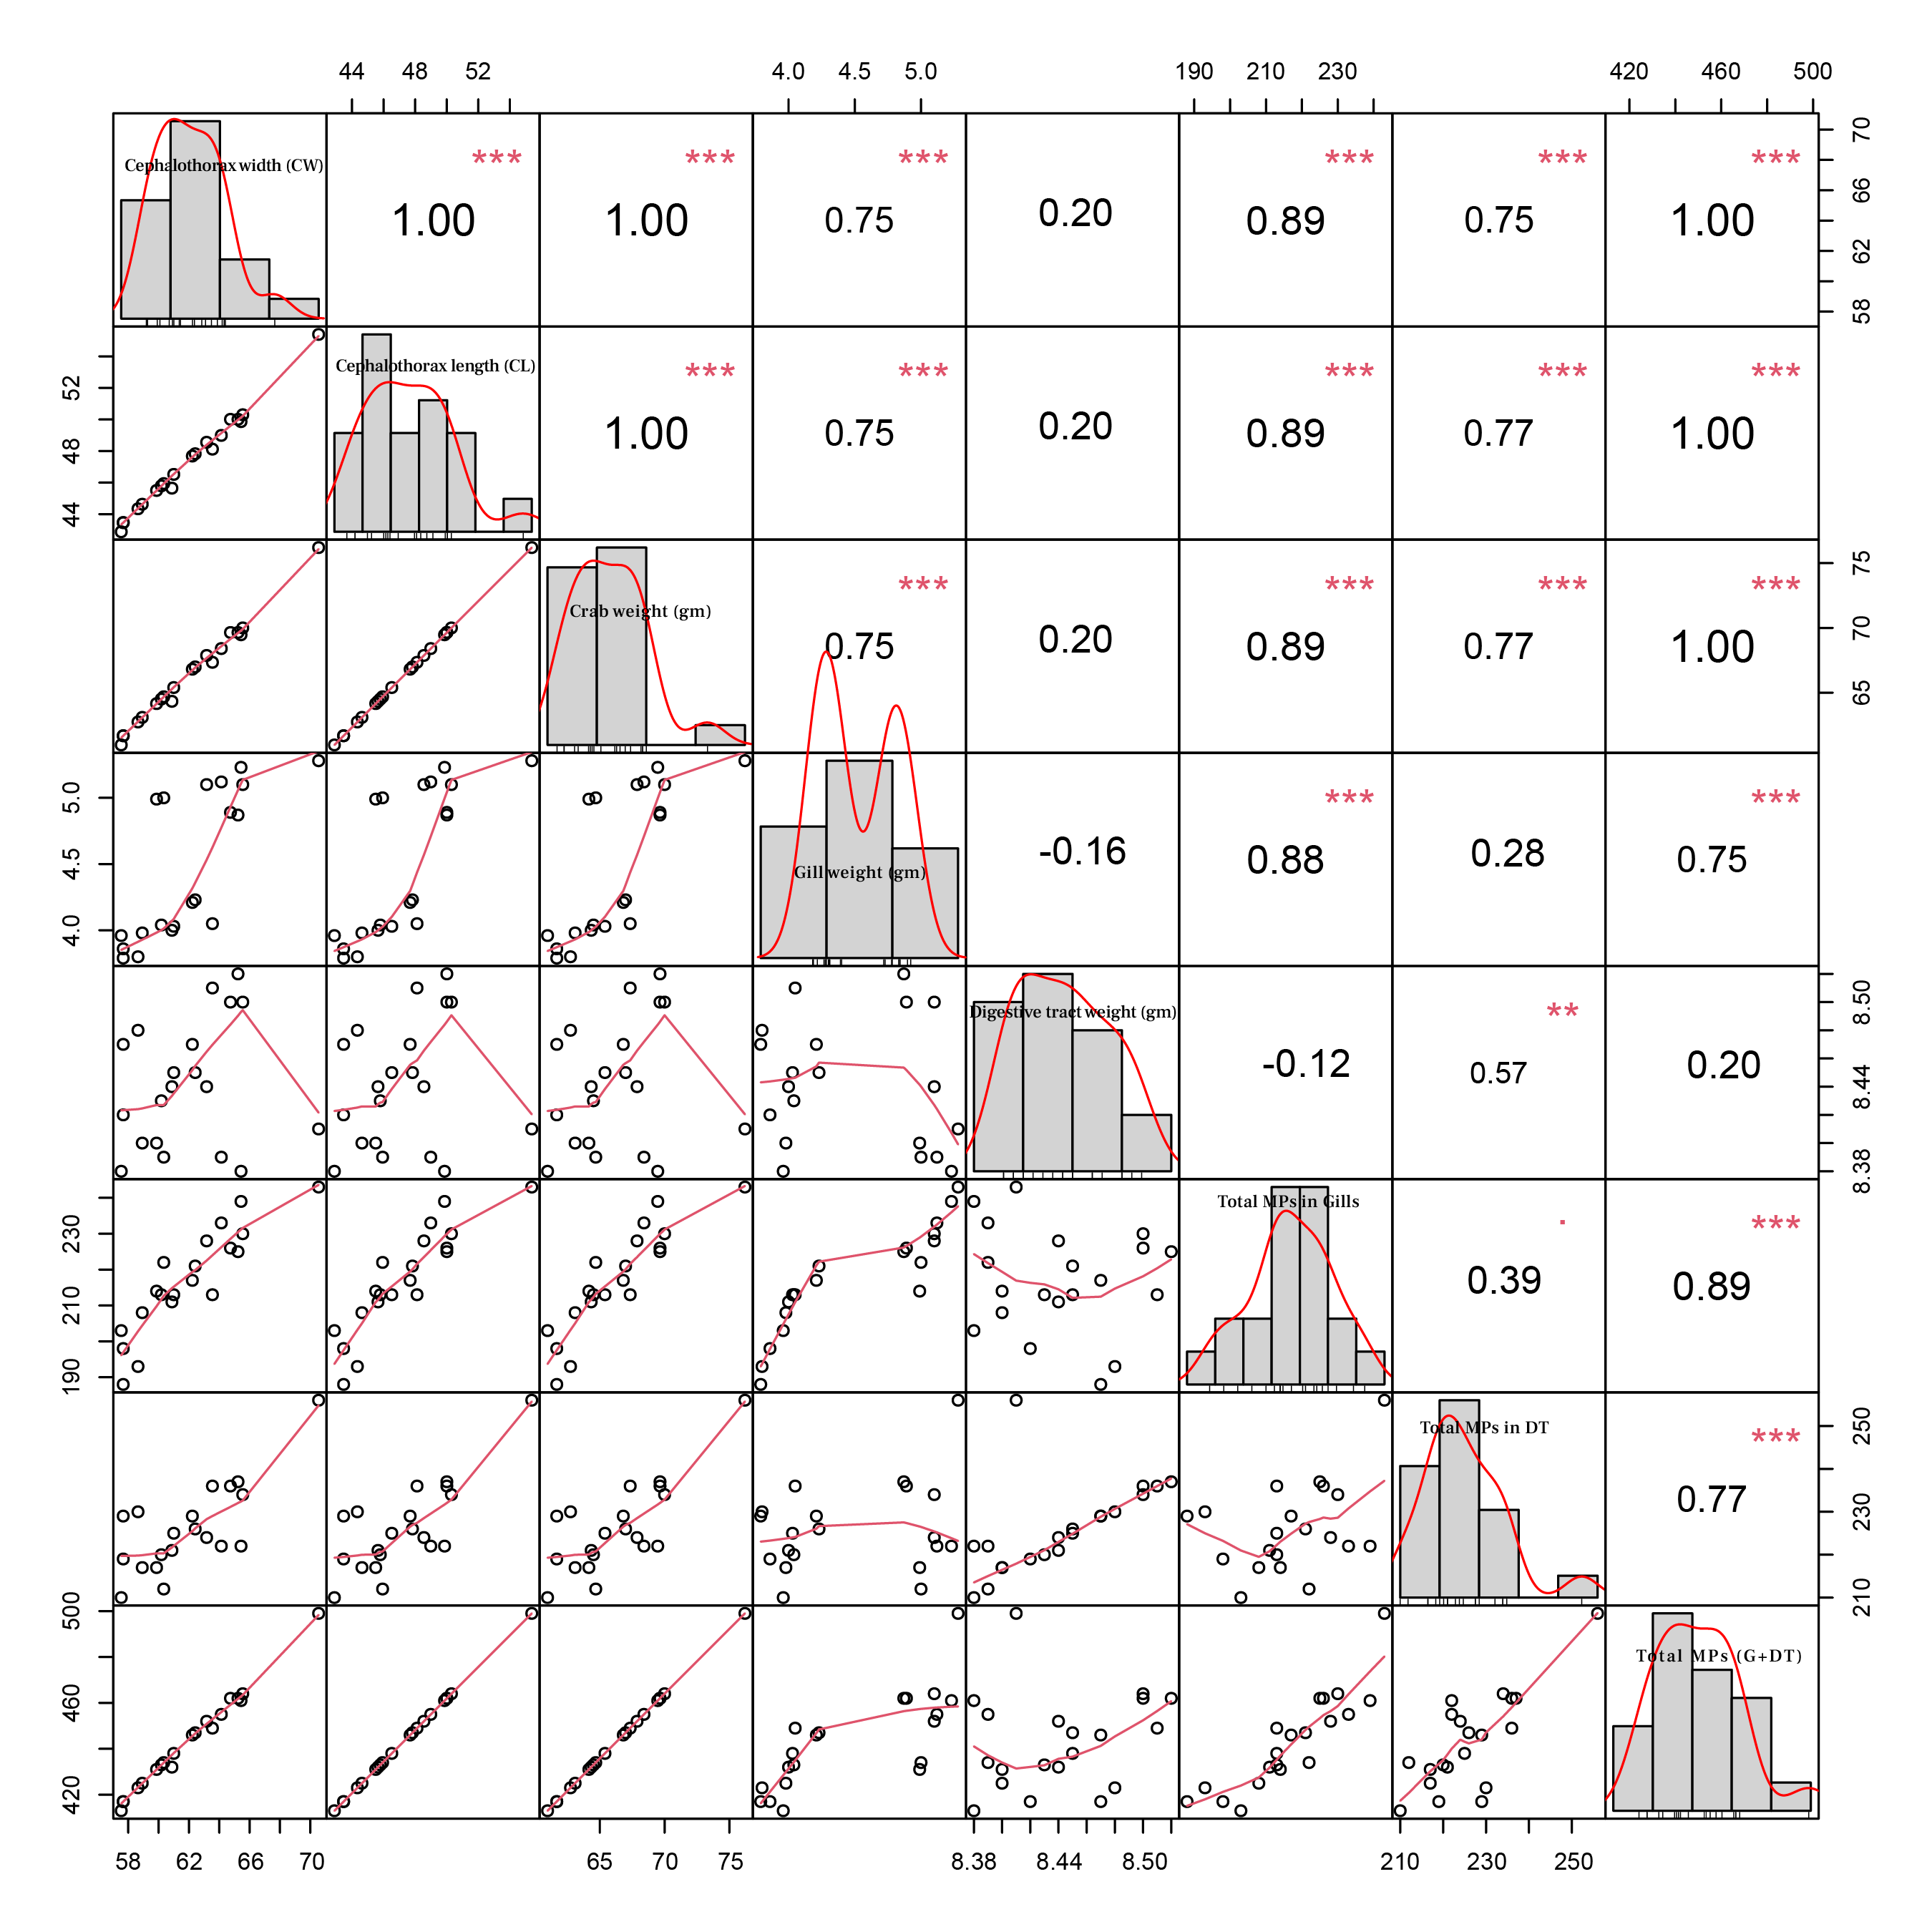 44 48 52 4.0 4.5 5.0 190 210 230 420 460 500
Cephalothorax width (CW) *** *** *** *** *** ***
1.00 1.00 0.75 0.20 0.89 0.75 1.00
58 62 66 70
Cephalothorax length (CL) *** *** *** *** ***
1.00 0.75 0.20 0.89 0.77 1.00
44 48 52
Crab weight (gm) *** *** *** ***
0.75 0.20 0.89 0.77 1.00
65 70 75
Gill weight (gm) *** ***
-0.16 0.88 0.28 0.75
4.0 4.5 5.0
Digestive tract weight (gm) **
-0.12 0.57 0.20
8.38 8.44 8.50
Total MPs in Gills . ***
0.39 0.89
190 210 230
Total MPs in DT ***
0.77
210 230 250
Total MPs (G+DT)
420 460 500
58 62 66 70 65 70 75 8.38 8.44 8.50 210 230 250